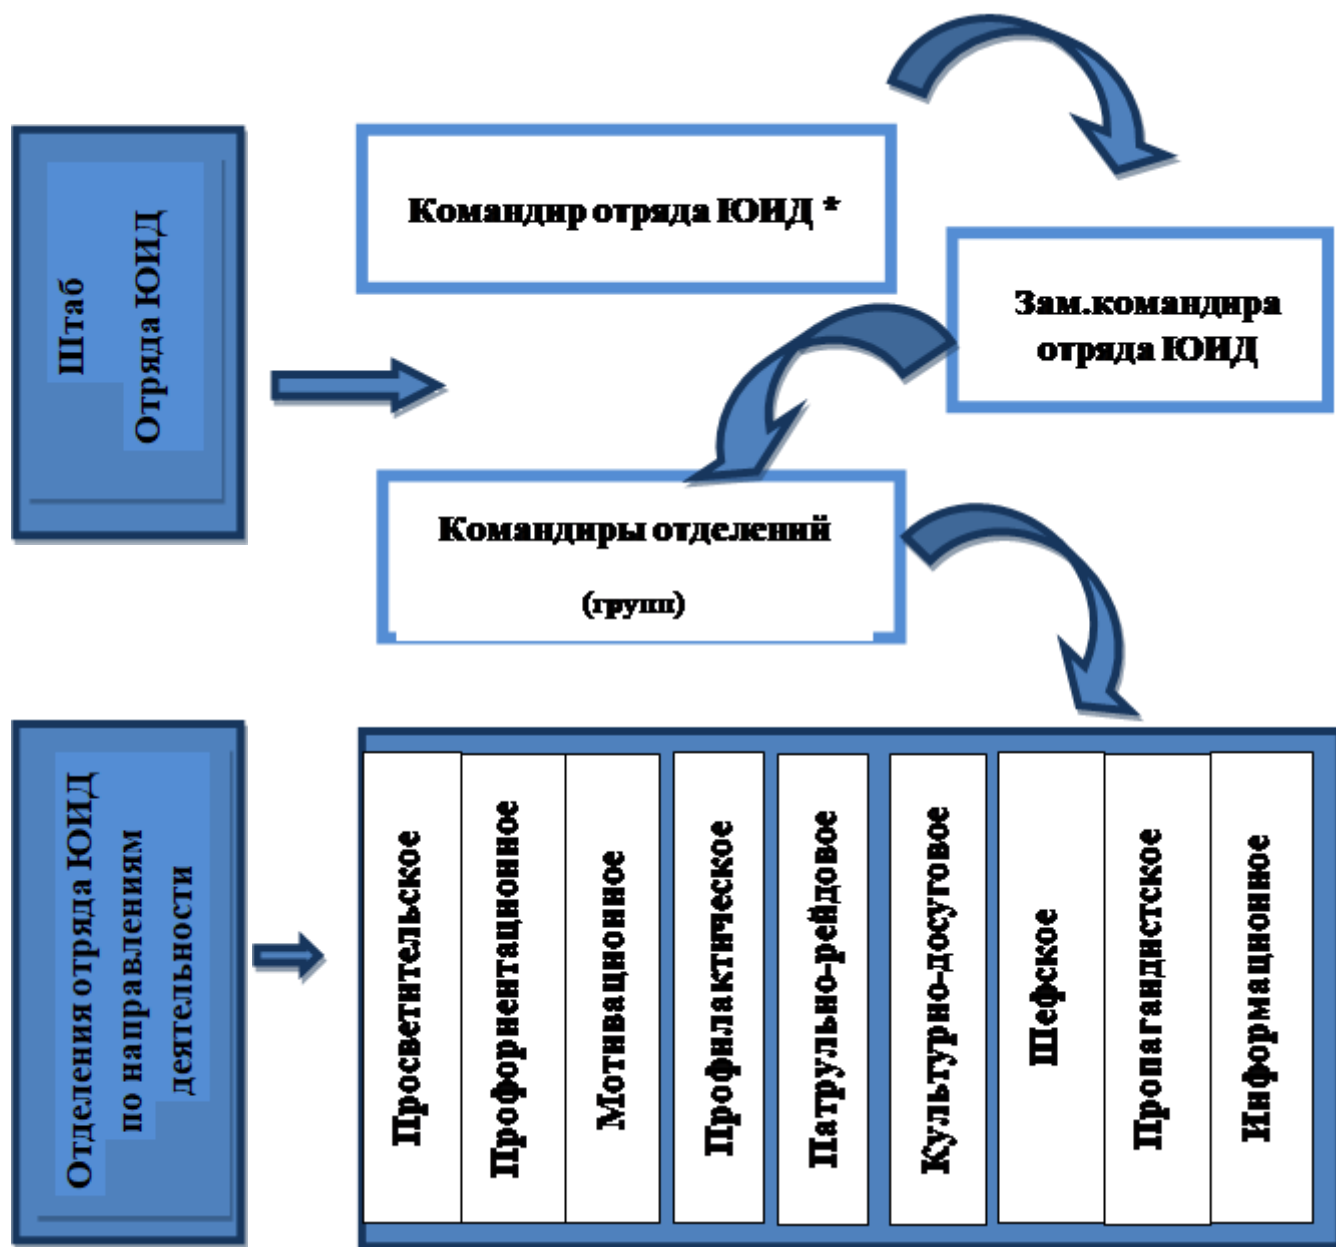 Штаб
Отряда ЮИД
Командир отряда ЮИД *
Зам.командира
отряда ЮИД
Командиры отделений
(групп)
Отделения отряда ЮИД
по направлениям
деятельности
Просветительское
Профориентационное
Мотивационное
Профилактическое
Патрульно-рейдовое
Культурно-досуговое
Шефское
Пропагандистское
Информационное